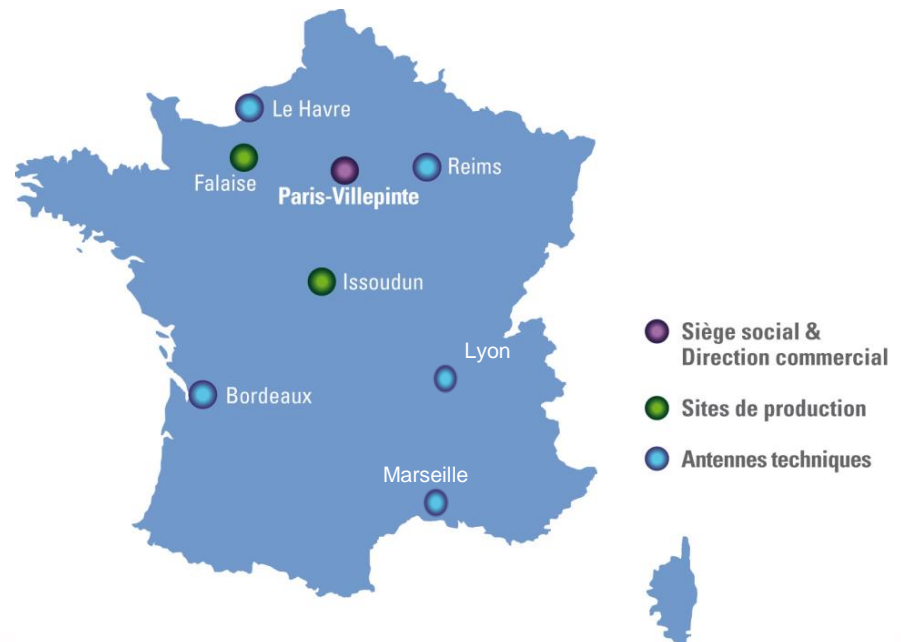 Le Havre
Falaise
Paris-Villepinte
Reims
Issoudun
Lyon
Bordeaux
Marseille
Siège social &
Direction commercial
Sites de production
Antennes techniques